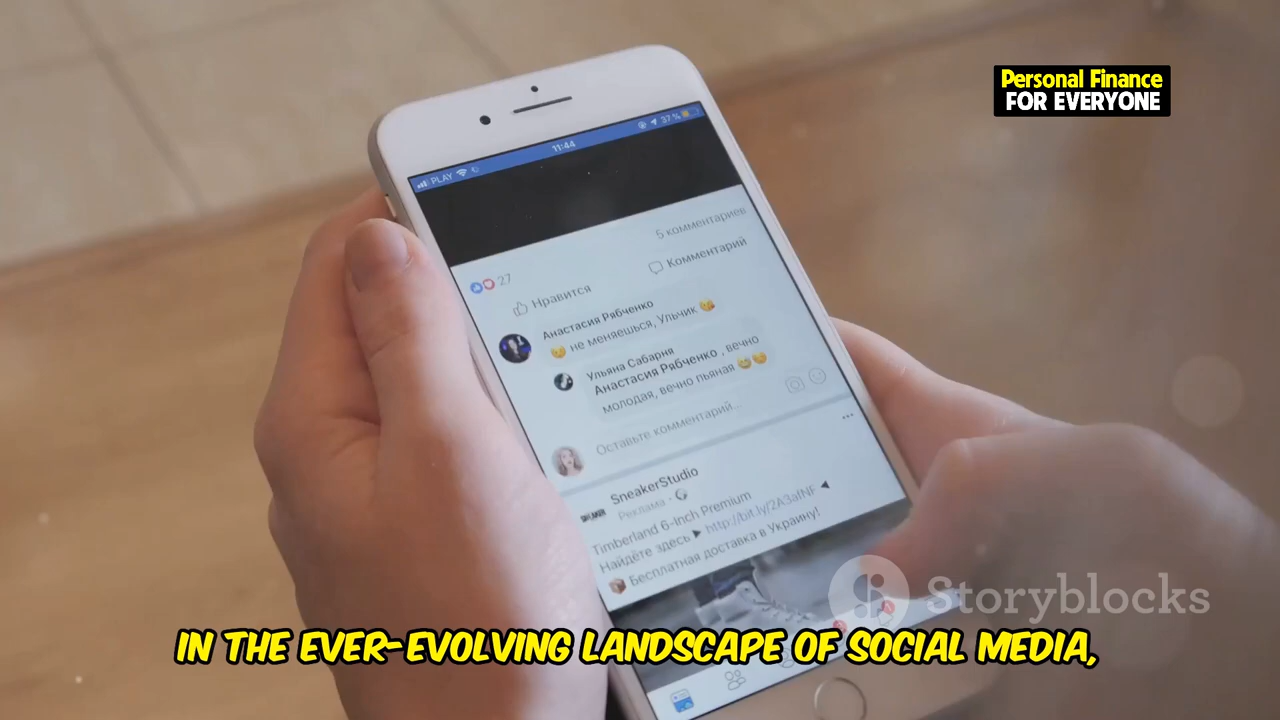 Personal Finance
FOR EVERYONE
PLAY
11:44
37 %
5 комментариев
27
Нравится
Комментарий
Анастасия Рябченко
не меняешься, Ульчик
Ульяна Сабарня
Анастасия Рябченко , вечно
молодая, вечно пьяная
Оставьте комментарий...
SneakerStudio
Реклама ·
Timberland 6-Inch Premium
Найдёте здесь ► http://bit.ly/2A3afNF ◄
Бесплатная доставка в Украину!
Storyblocks
IN THE EVER-EVOLVING LANDSCAPE OF SOCIAL MEDIA,